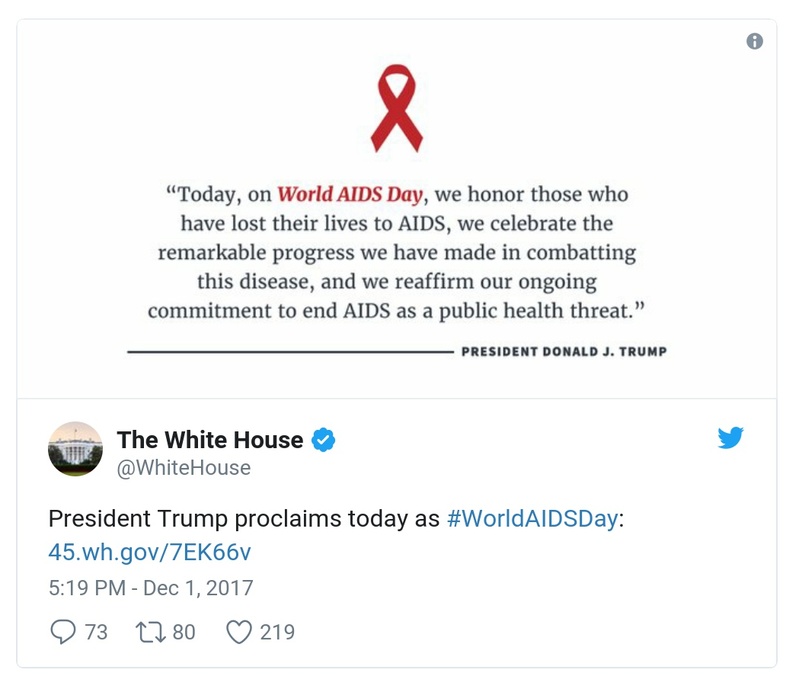 “Today, on World AIDS Day, we honor those who
have lost their lives to AIDS, we celebrate the
remarkable progress we have made in combatting
this disease, and we reaffirm our ongoing
commitment to end AIDS as a public health threat.”
PRESIDENT DONALD J. TRUMP
The White House
@WhiteHouse
President Trump proclaims today as #WorldAIDSDay:
45.wh.gov/7EK66v
5:19 PM - Dec 1, 2017
73 80 219